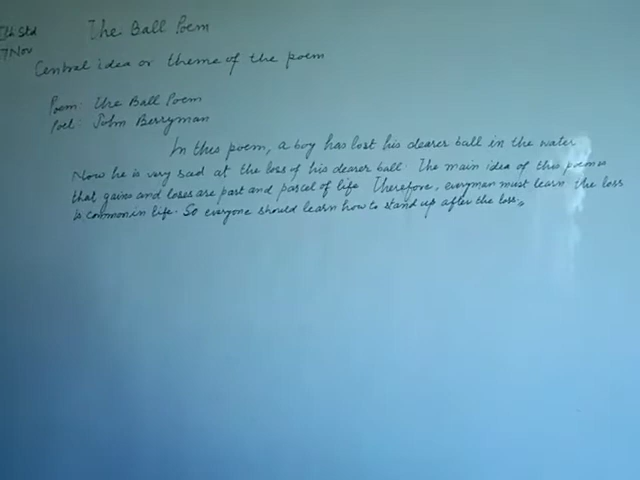 The Ball Poem
7 Nov
Central idea or theme of the poem
Poem: The Ball Poem
Poet: John Berryman
In this poem, a boy has lost his dearer ball in the water
Now he is very sad at the loss of his dearer ball. The main idea of this poem is
that gains and loses are part and parcel of life. Therefore, everyman must learn the loss
is common in life. So everyone should learn how to stand up after the loss.